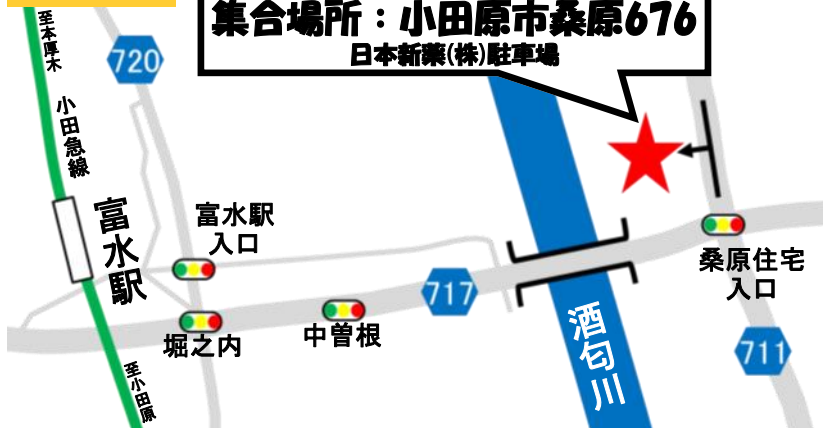 集合場所：小田原市桑原676
日本新薬(株)駐車場
至本厚木
720
小田急線
富水駅
富水駅
入口
桑原住宅
入口
717
中曽根
堀之内
酒匂川
711
至小田原